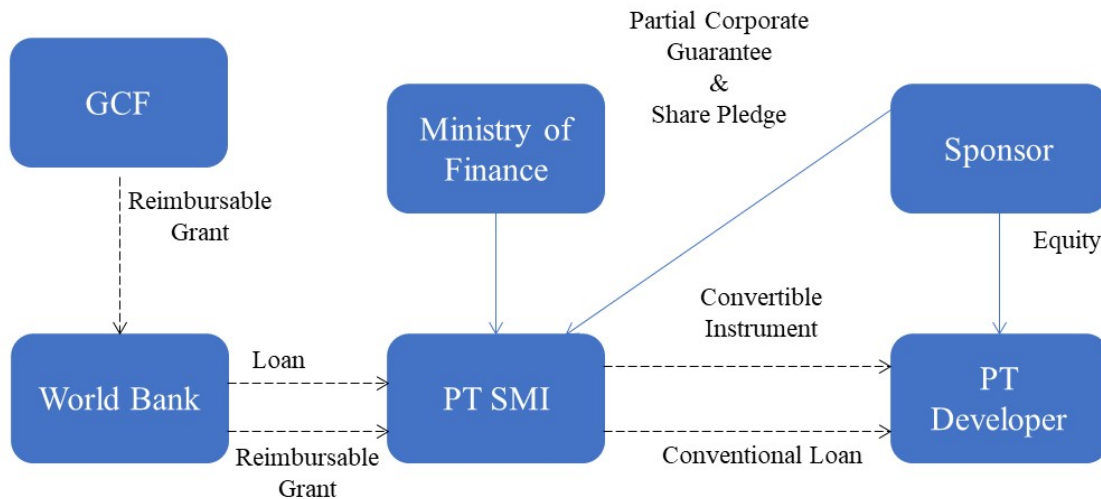 Partial Corporate
Guarantee
&
Share Pledge
GCF
Ministry of
Finance
Sponsor
Reimbursable
Grant
Equity
Convertible
Instrument
World Bank
Loan
PT SMI
PT
Developer
Reimbursable
Grant
Conventional Loan